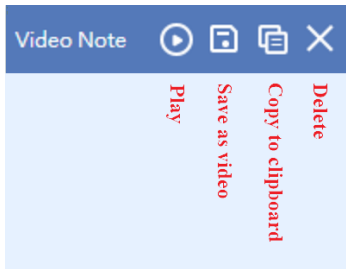 Video Note
Play
Save as video
Copy to clipboard
Delete